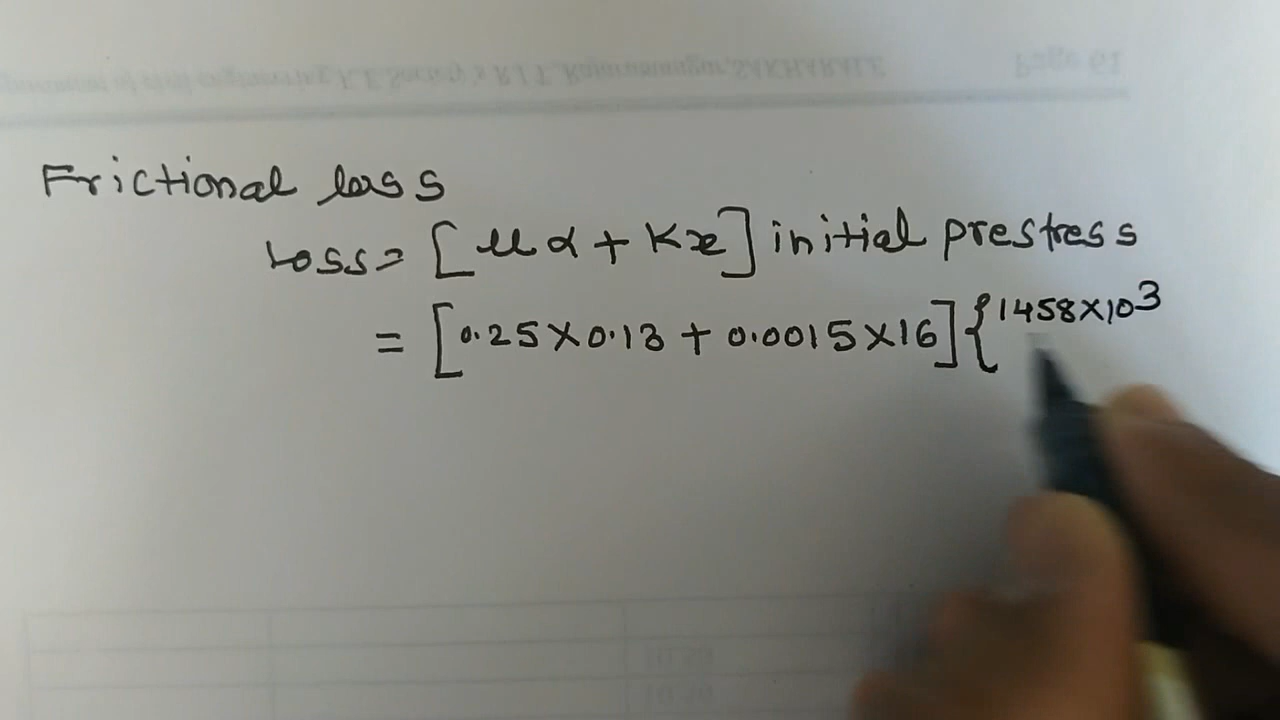 Frictional loss
Loss = [μα + Kx] initial prestress
= [0.25×0.13 + 0.0015×16] {1458×10³